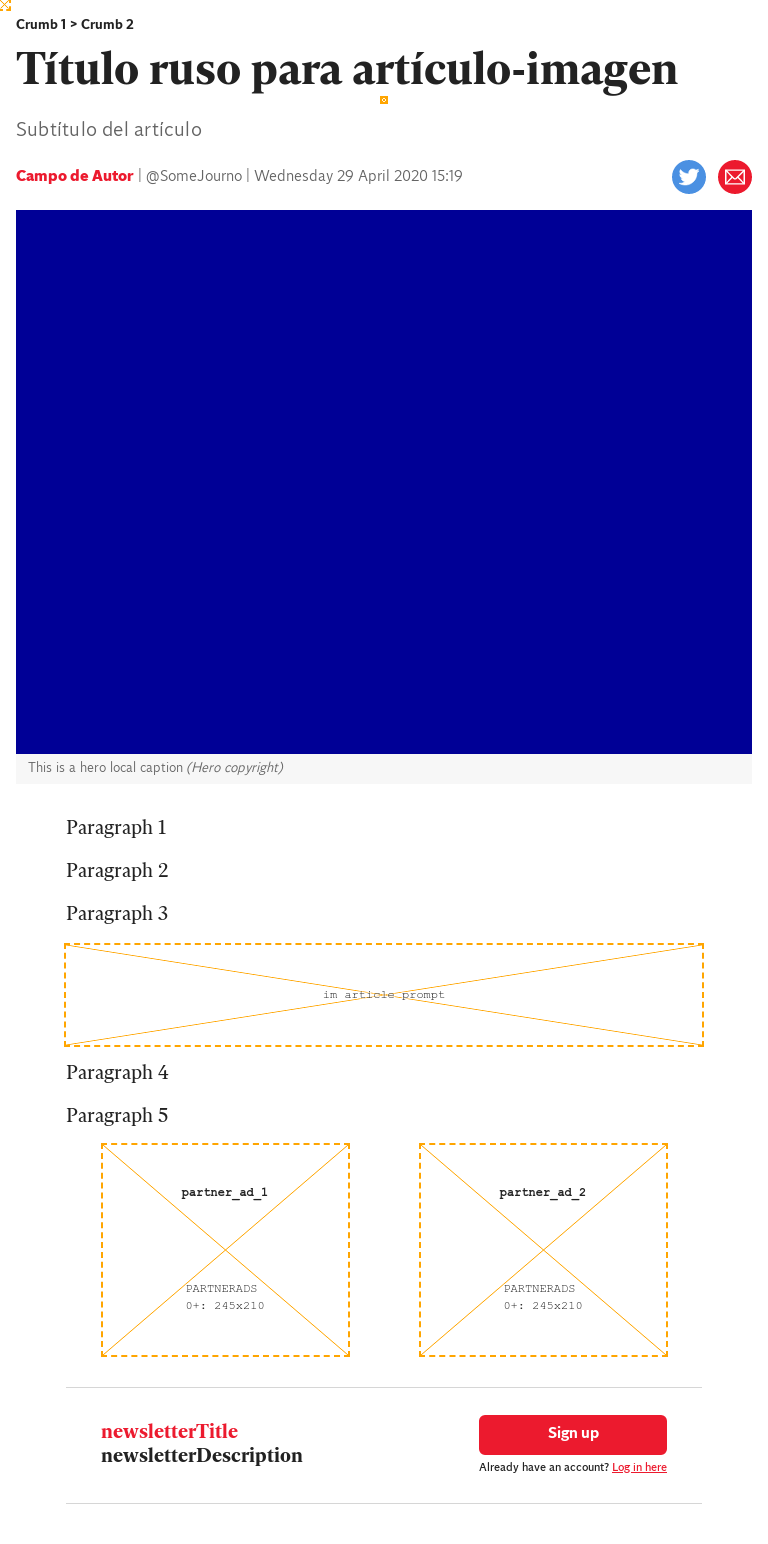 Crumb 1 > Crumb 2
Título ruso para artículo-imagen
Subtítulo del artículo
Campo de Autor | @SomeJourno | Wednesday 29 April 2020 15:19
This is a hero local caption (Hero copyright)
Paragraph 1
Paragraph 2
Paragraph 3
im article prompt
Paragraph 4
Paragraph 5
partner_ad_1
PARTNERADS
0+: 245x210
partner_ad_2
PARTNERADS
0+: 245x210
newsletterTitle
newsletterDescription
Sign up
Already have an account? Log in here